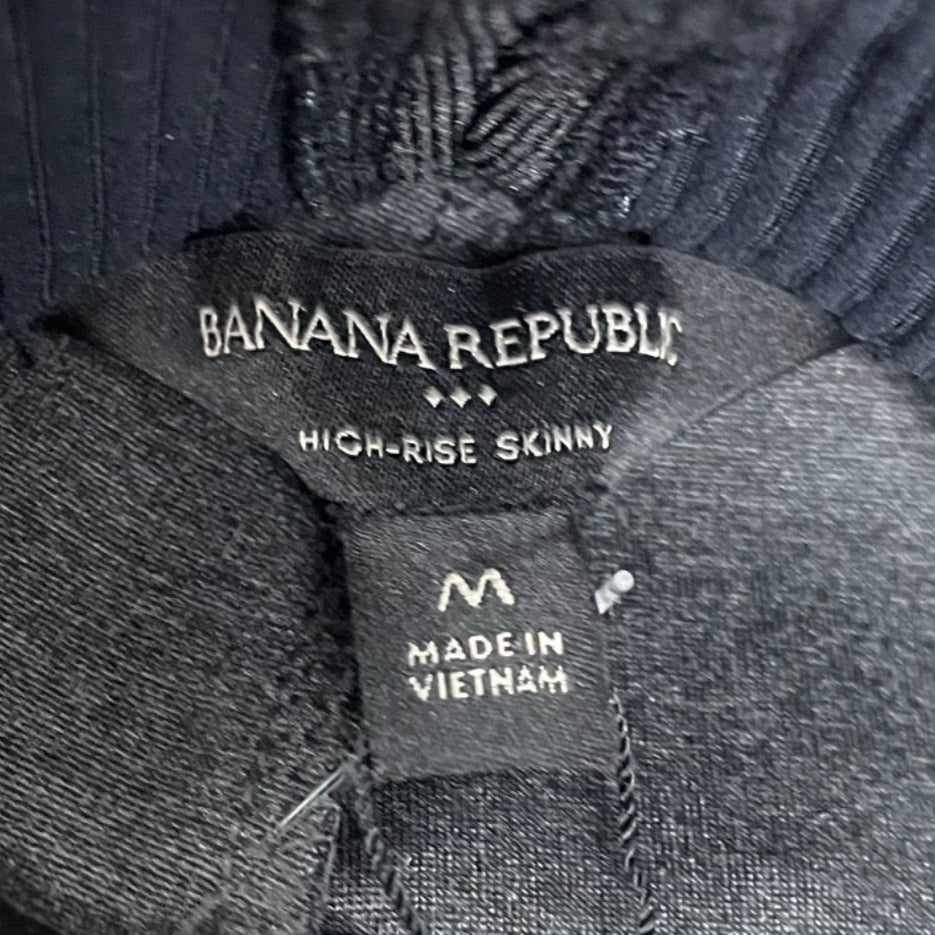 BANANA REPUBLIC
HIGH-RISE SKINNY
M
MADE IN
VIETNAM